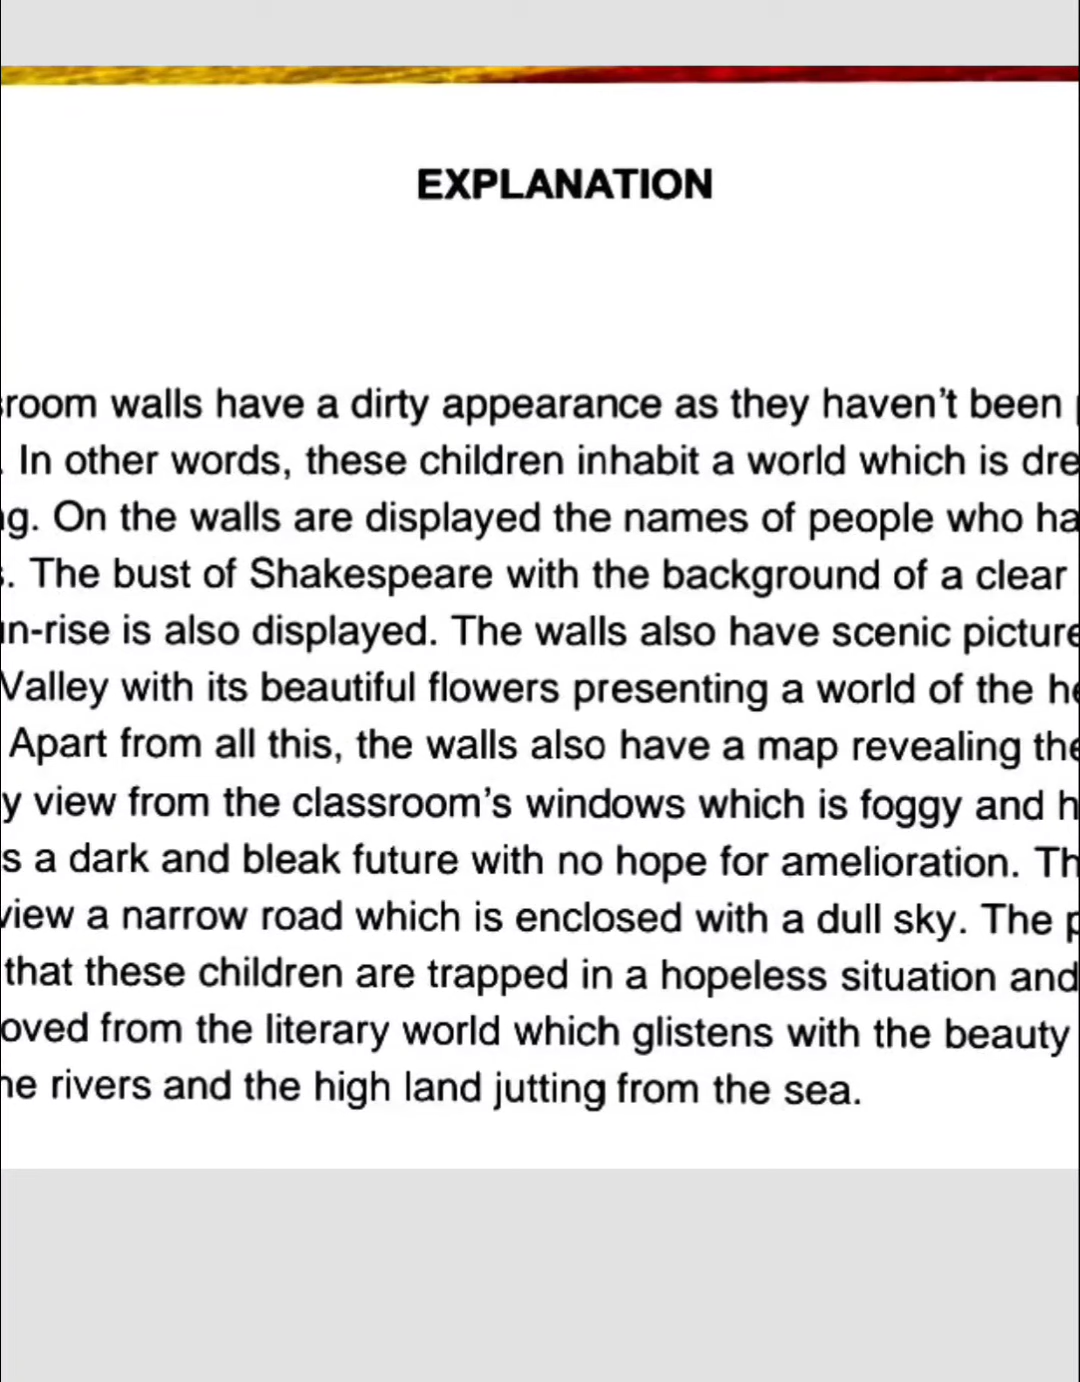 EXPLANATION
room walls have a dirty appearance as they haven't been
. In other words, these children inhabit a world which is dre
g. On the walls are displayed the names of people who ha
. The bust of Shakespeare with the background of a clear
n-rise is also displayed. The walls also have scenic picture
Valley with its beautiful flowers presenting a world of the he
Apart from all this, the walls also have a map revealing the
y view from the classroom's windows which is foggy and h
s a dark and bleak future with no hope for amelioration. Th
view a narrow road which is enclosed with a dull sky. The p
that these children are trapped in a hopeless situation and
oved from the literary world which glistens with the beauty
he rivers and the high land jutting from the sea.